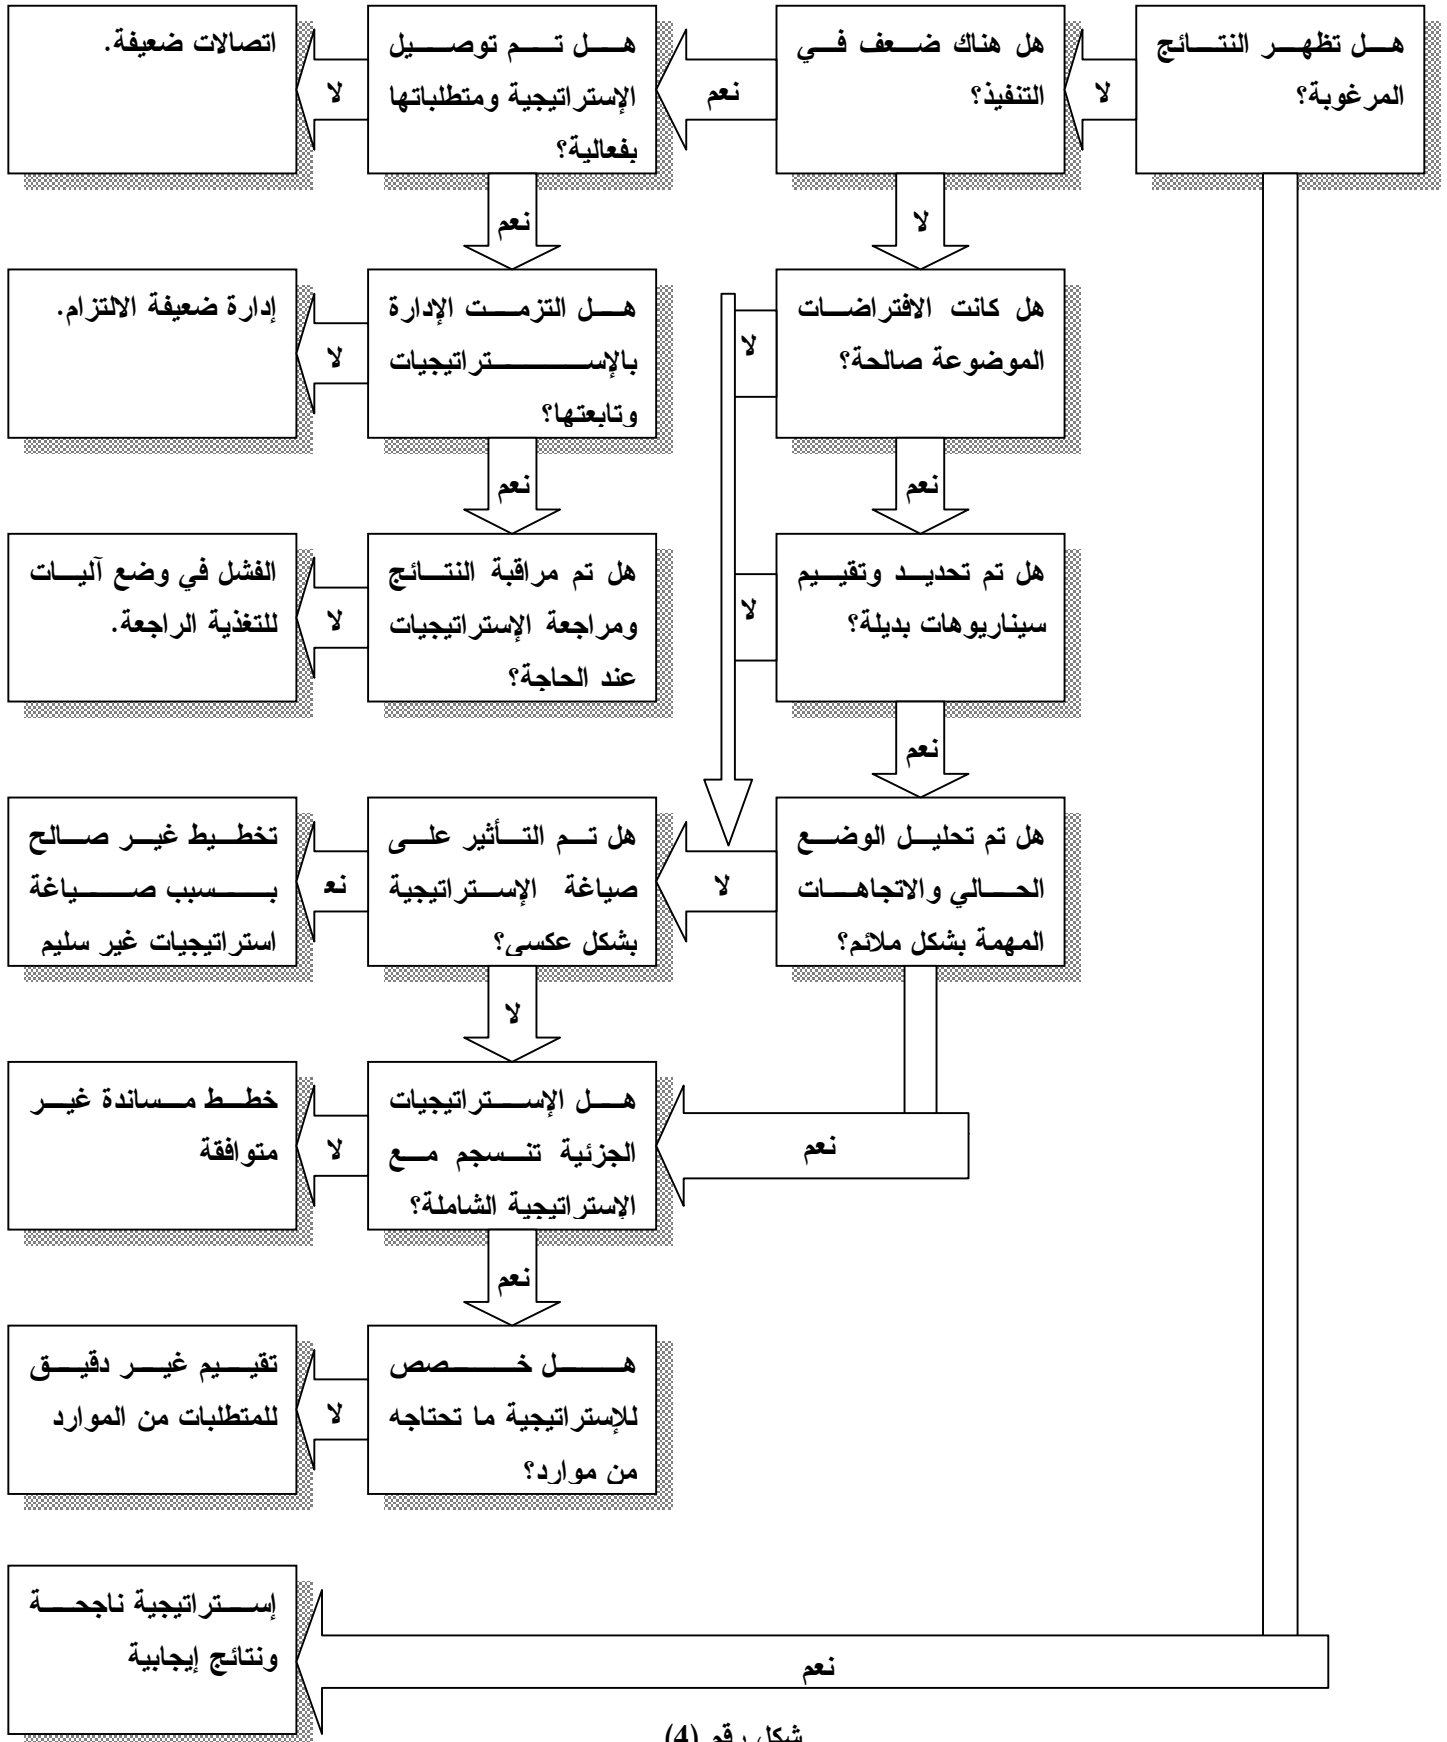 هل تظهر النتائج
المرغوبة؟
لا
هل هناك ضعف في
التنفيذ؟
نعم
هل تم توصيل
الإستراتيجية ومتطلباتها
بفعالية؟
لا
اتصالات ضعيفة.
لا
نعم
هل كانت الافتراضات
الموضوعة صالحة؟
لا
هل التزمت الإدارة
بالإستراتيجيات
وتابعتها؟
لا
إدارة ضعيفة الالتزام.
نعم
نعم
هل تم تحديد وتقييم
سيناريوهات بديلة؟
لا
هل تم مراقبة النتائج
ومراجعة الإستراتيجيات
عند الحاجة؟
لا
الفشل في وضع آليات
للتغذية الراجعة.
نعم
هل تم تحليل الوضع
الحالي والاتجاهات
المهمة بشكل ملائم؟
لا
هل تم التأثير على
صياغة الإستراتيجية
بشكل عكسي؟
نع
تخطيط غير صالح
بسبب صياغة
استراتيجيات غير سليم
لا
نعم
هل الإستراتيجيات
الجزئية تنسجم مع
الإستراتيجية الشاملة؟
لا
خطط مساندة غير
متوافقة
نعم
هل خصص
للإستراتيجية ما تحتاجه
من موارد؟
لا
تقييم غير دقيق
للمتطلبات من الموارد
نعم
إستراتيجية ناجحة
ونتائج إيجابية
شكل رقم (4)